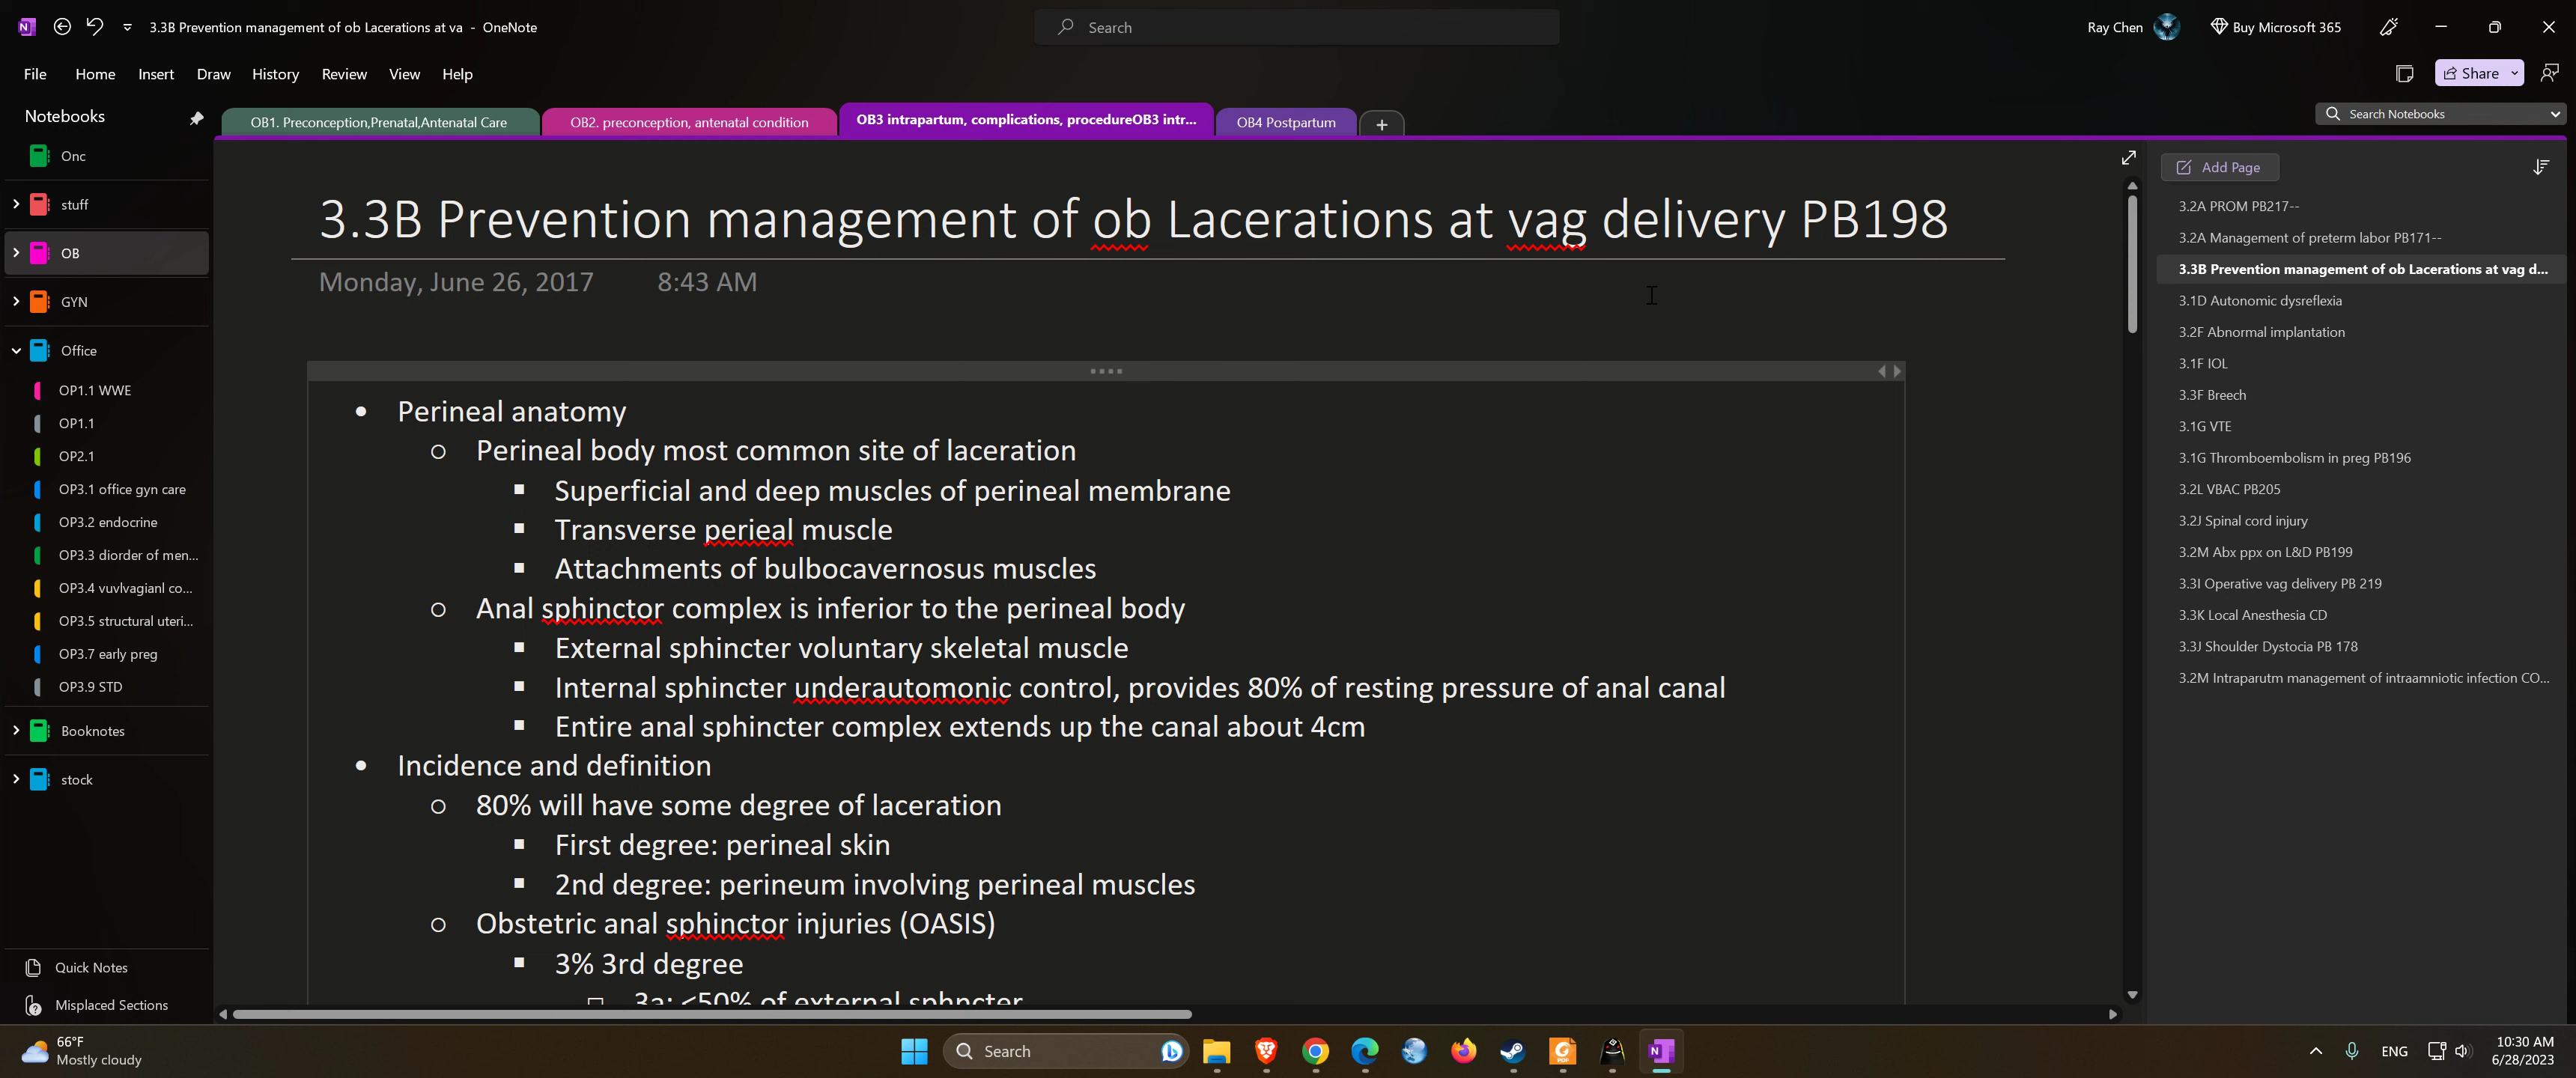 3.3B Prevention management of ob Lacerations at va - OneNote
Search
Ray Chen
Buy Microsoft 365
File Home Insert Draw History Review View Help
Share
Notebooks
OB1. Preconception,Prenatal,Antenatal Care
OB2. preconception, antenatal condition
OB3 intrapartum, complications, procedureOB3 intr...
OB4 Postpartum
Search Notebooks
Onc
stuff
OB
GYN
Office
OP1.1 WWE
OP1.1
OP2.1
OP3.1 office gyn care
OP3.2 endocrine
OP3.3 diorder of men...
OP3.4 vuvlvagianl co...
OP3.5 structural uteri...
OP3.7 early preg
OP3.9 STD
Booknotes
stock
Quick Notes
Misplaced Sections
3.3B Prevention management of ob Lacerations at vag delivery PB198
Monday, June 26, 2017 8:43 AM
Perineal anatomy
Perineal body most common site of laceration
Superficial and deep muscles of perineal membrane
Transverse perieal muscle
Attachments of bulbocavernosus muscles
Anal sphinctor complex is inferior to the perineal body
External sphincter voluntary skeletal muscle
Internal sphincter underautomonic control, provides 80% of resting pressure of anal canal
Entire anal sphincter complex extends up the canal about 4cm
Incidence and definition
80% will have some degree of laceration
First degree: perineal skin
2nd degree: perineum involving perineal muscles
Obstetric anal sphinctor injuries (OASIS)
3% 3rd degree
3a: <50% of external sphncter
Add Page
3.2A PROM PB217--
3.2A Management of preterm labor PB171--
3.3B Prevention management of ob Lacerations at vag d...
3.1D Autonomic dysreflexia
3.2F Abnormal implantation
3.1F IOL
3.3F Breech
3.1G VTE
3.1G Thromboembolism in preg PB196
3.2L VBAC PB205
3.2J Spinal cord injury
3.2M Abx ppx on L&D PB199
3.3I Operative vag delivery PB 219
3.3K Local Anesthesia CD
3.3J Shoulder Dystocia PB 178
3.2M Intraparutm management of intraamniotic infection CO...
66°F
Mostly cloudy
Search
ENG
10:30 AM
6/28/2023